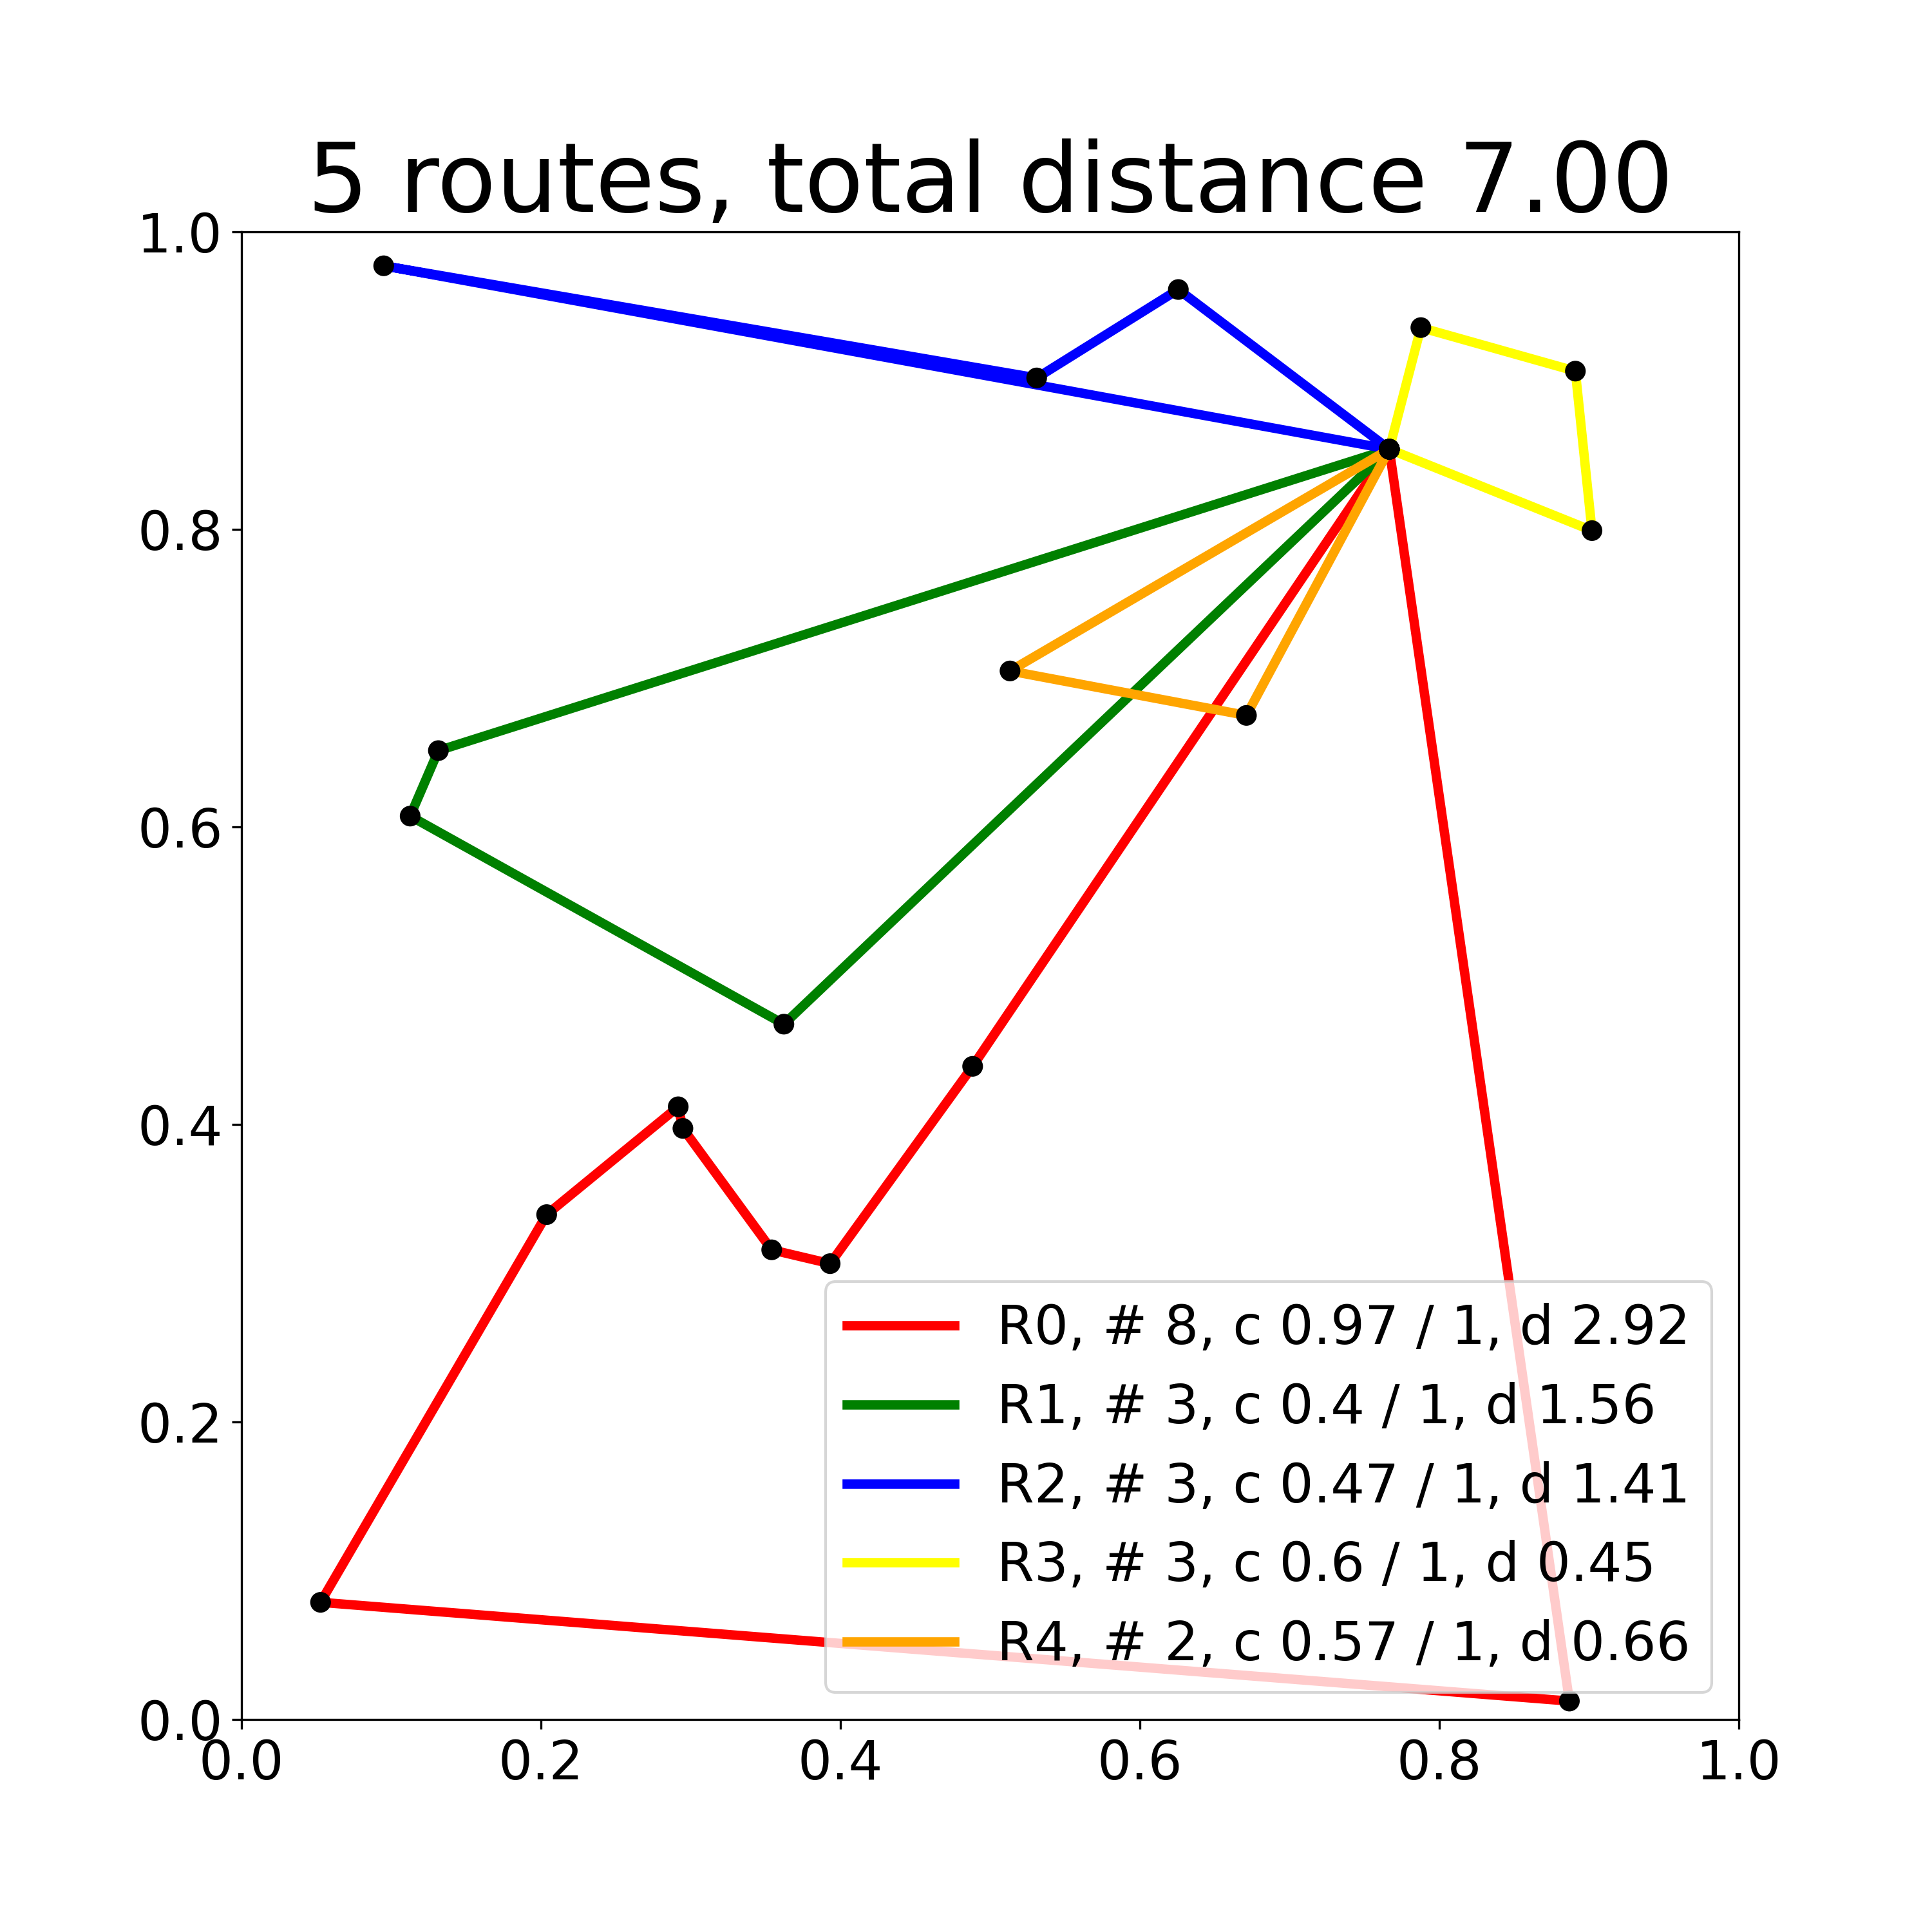 5 routes, total distance 7.00
1.0
0.8
0.6
0.4
0.2
0.0
0.0 0.2 0.4 0.6 0.8 1.0
R0, # 8, c 0.97 / 1, d 2.92
R1, # 3, c 0.4 / 1, d 1.56
R2, # 3, c 0.47 / 1, d 1.41
R3, # 3, c 0.6 / 1, d 0.45
R4, # 2, c 0.57 / 1, d 0.66